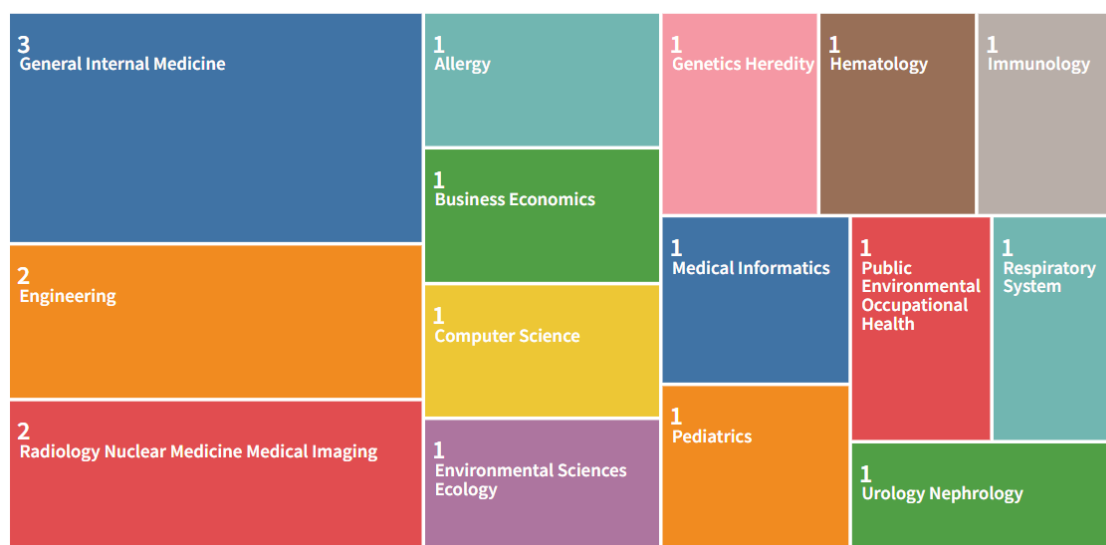 3
General Internal Medicine
2
Engineering
2
Radiology Nuclear Medicine Medical Imaging
1
Allergy
1
Business Economics
1
Computer Science
1
Environmental Sciences
Ecology
1
Genetics Heredity
1
Hematology
1
Immunology
1
Medical Informatics
1
Public
Environmental
Occupational
Health
1
Respiratory
System
1
Pediatrics
1
Urology Nephrology